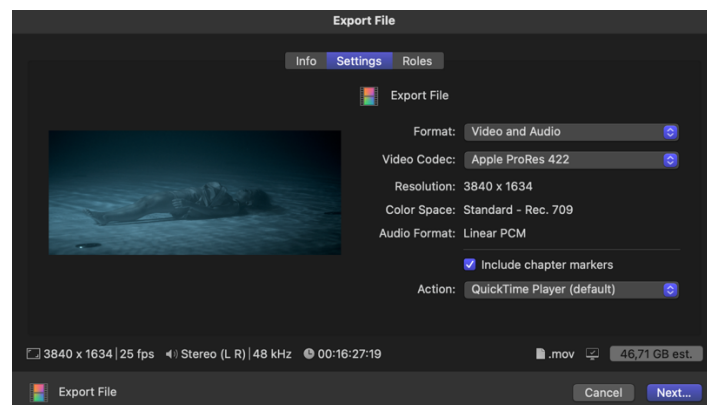 Export File
Info Settings Roles
Export File
Format: Video and Audio
Video Codec: Apple ProRes 422
Resolution: 3840 x 1634
Color Space: Standard - Rec. 709
Audio Format: Linear PCM
Include chapter markers
Action: QuickTime Player (default)
3840 x 1634 | 25 fps Stereo (L R) | 48 kHz 00:16:27:19 .mov 46,71 GB est.
Export File Cancel Next...